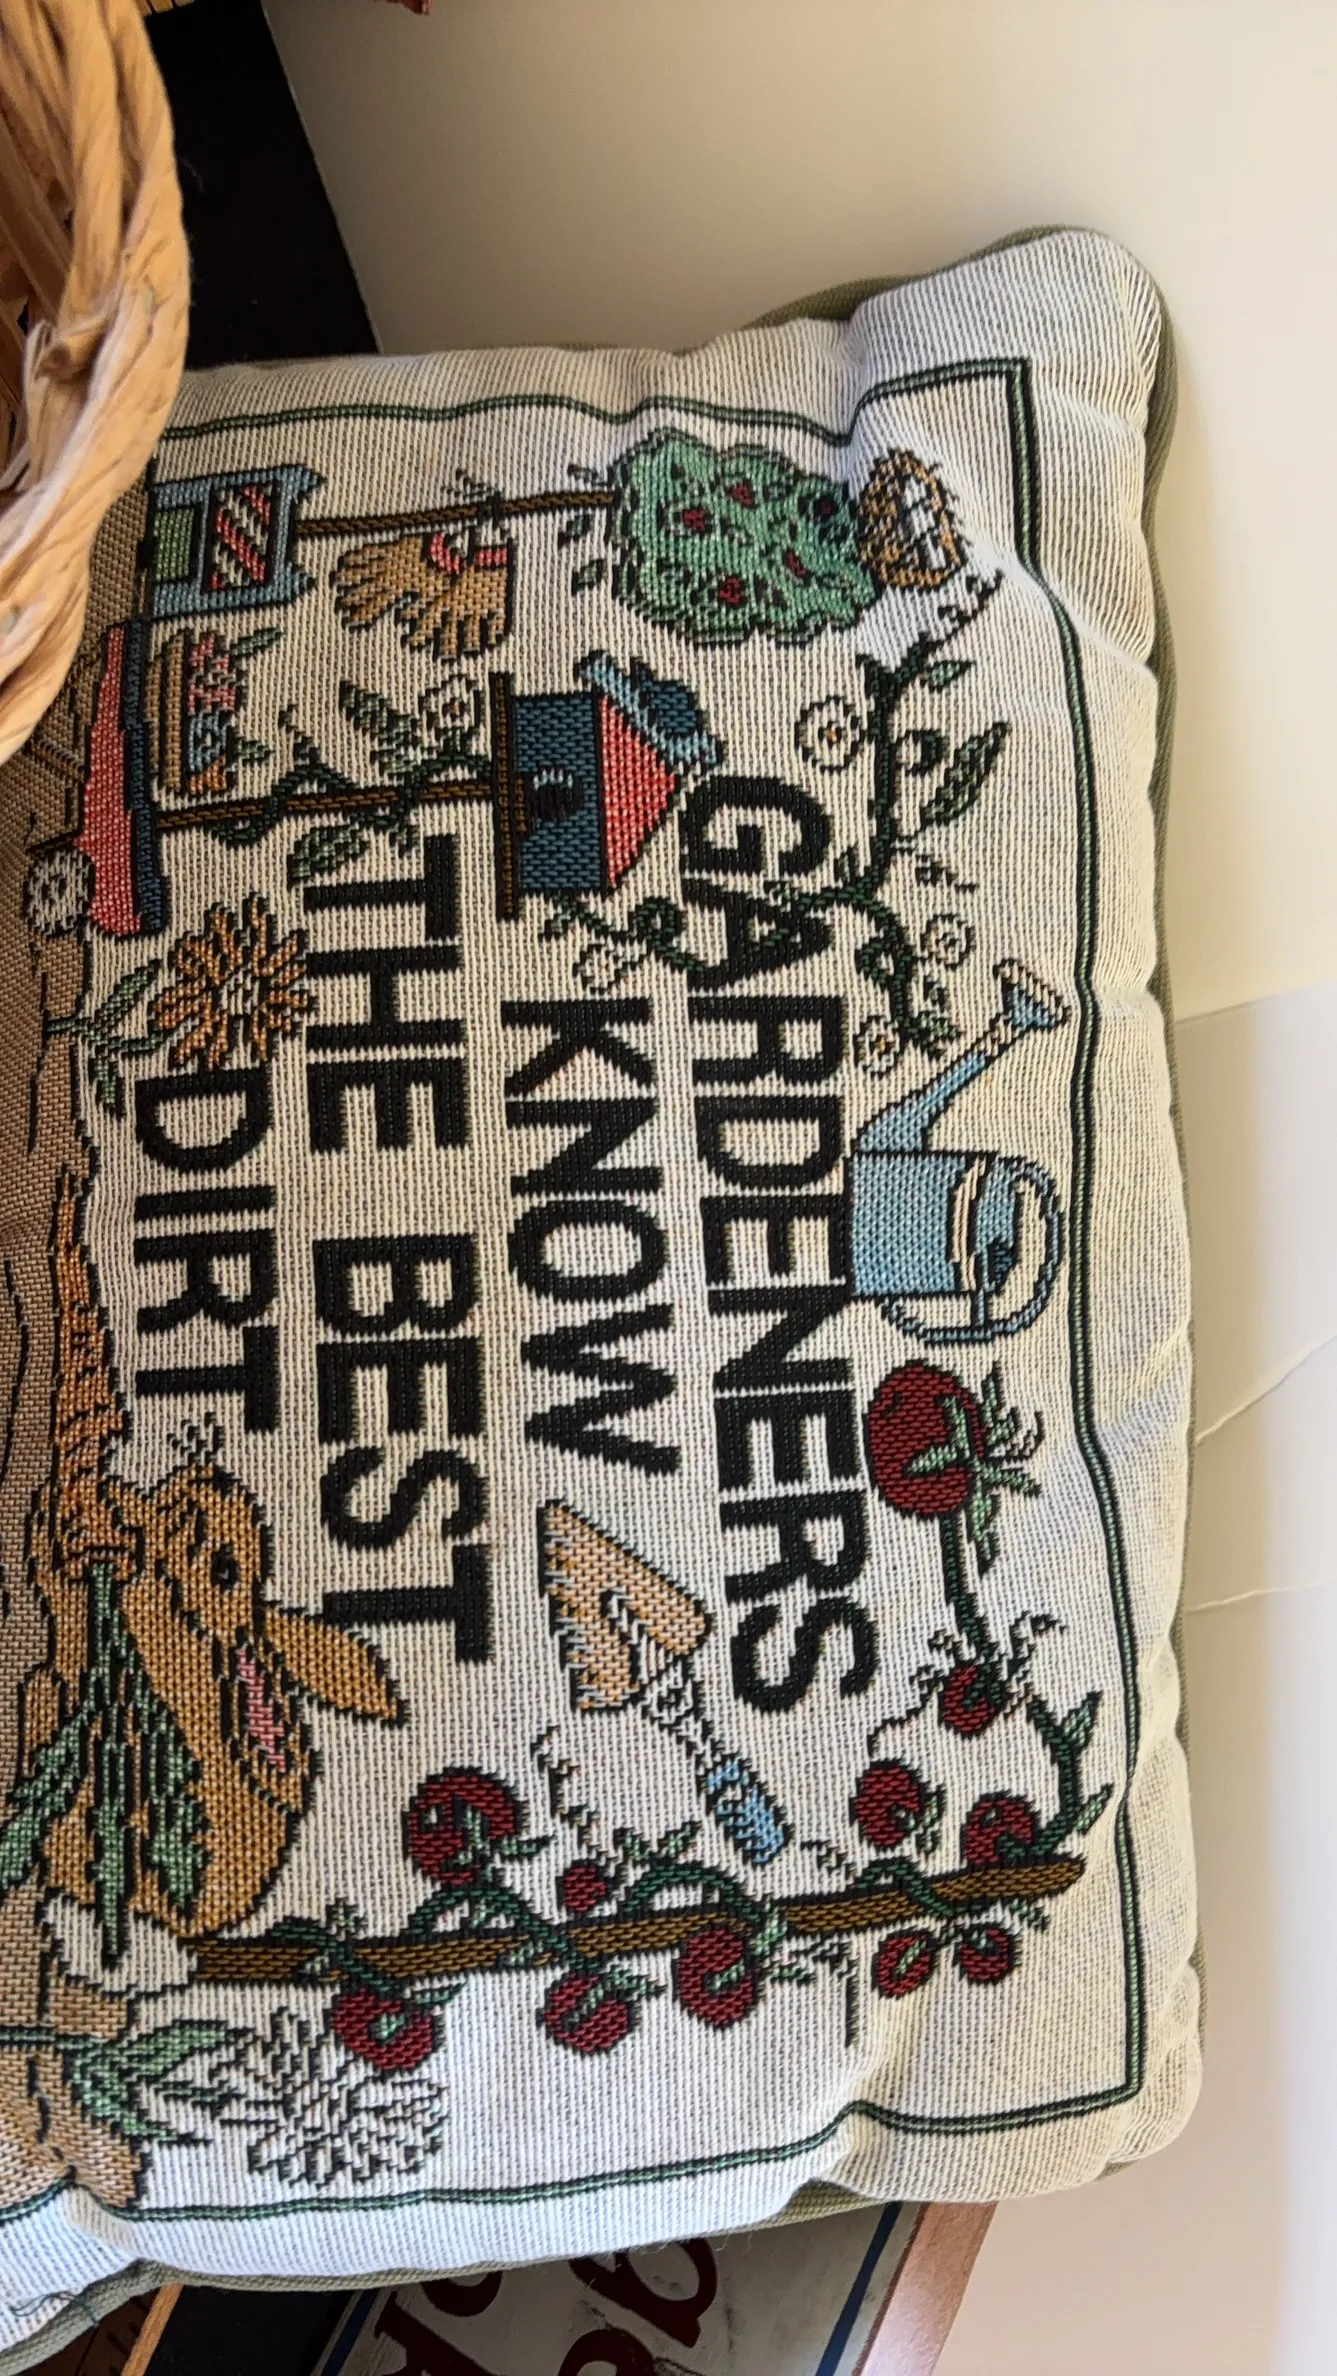 GARDENERS
KNOW
THE BEST
DIRT